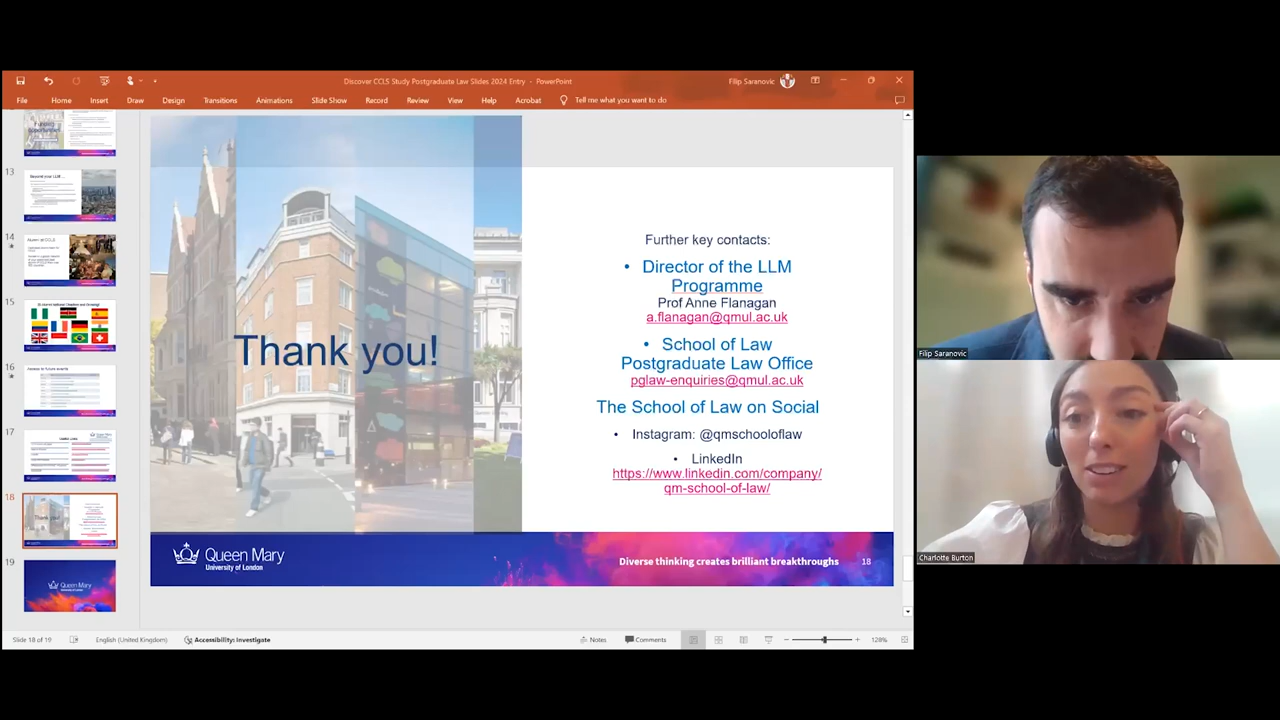 Discover CCLS Study Postgraduate Law Slides 2024 Entry - PowerPoint
Filip Saranovic
File Home Insert Draw Design Transitions Animations Slide Show Record Review View Help Acrobat Tell me what you want to do
13
14
15
16
17
18
19
Thank you!
Further key contacts:
• Director of the LLM
Programme
Prof Anne Flanagan
a.flanagan@qmul.ac.uk
• School of Law
Postgraduate Law Office
pglaw-enquiries@qmul.ac.uk
The School of Law on Social
• Instagram: @qmschooloflaw
• LinkedIn
https://www.linkedin.com/company/
qm-school-of-law/
Queen Mary
University of London
Diverse thinking creates brilliant breakthroughs
18
Thank you!
Queen Mary
Slide 18 of 19
English (United Kingdom)
Accessibility: Investigate
Notes
Comments
128%
Filip Saranovic
Charlotte Burton